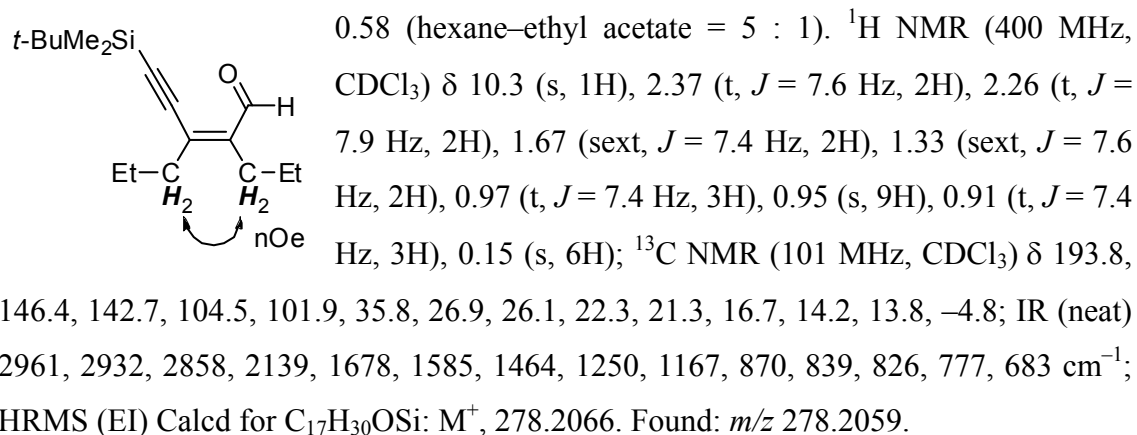 t-BuMe₂Si
O
H
Et–C
H₂
C–Et
H₂
nOe
0.58 (hexane–ethyl acetate = 5 : 1). ¹H NMR (400 MHz,
CDCl₃) δ 10.3 (s, 1H), 2.37 (t, J = 7.6 Hz, 2H), 2.26 (t, J =
7.9 Hz, 2H), 1.67 (sext, J = 7.4 Hz, 2H), 1.33 (sext, J = 7.6
Hz, 2H), 0.97 (t, J = 7.4 Hz, 3H), 0.95 (s, 9H), 0.91 (t, J = 7.4
Hz, 3H), 0.15 (s, 6H); ¹³C NMR (101 MHz, CDCl₃) δ 193.8,
146.4, 142.7, 104.5, 101.9, 35.8, 26.9, 26.1, 22.3, 21.3, 16.7, 14.2, 13.8, –4.8; IR (neat)
2961, 2932, 2858, 2139, 1678, 1585, 1464, 1250, 1167, 870, 839, 826, 777, 683 cm⁻¹;
HRMS (EI) Calcd for C₁₇H₃₀OSi: M⁺, 278.2066. Found: m/z 278.2059.